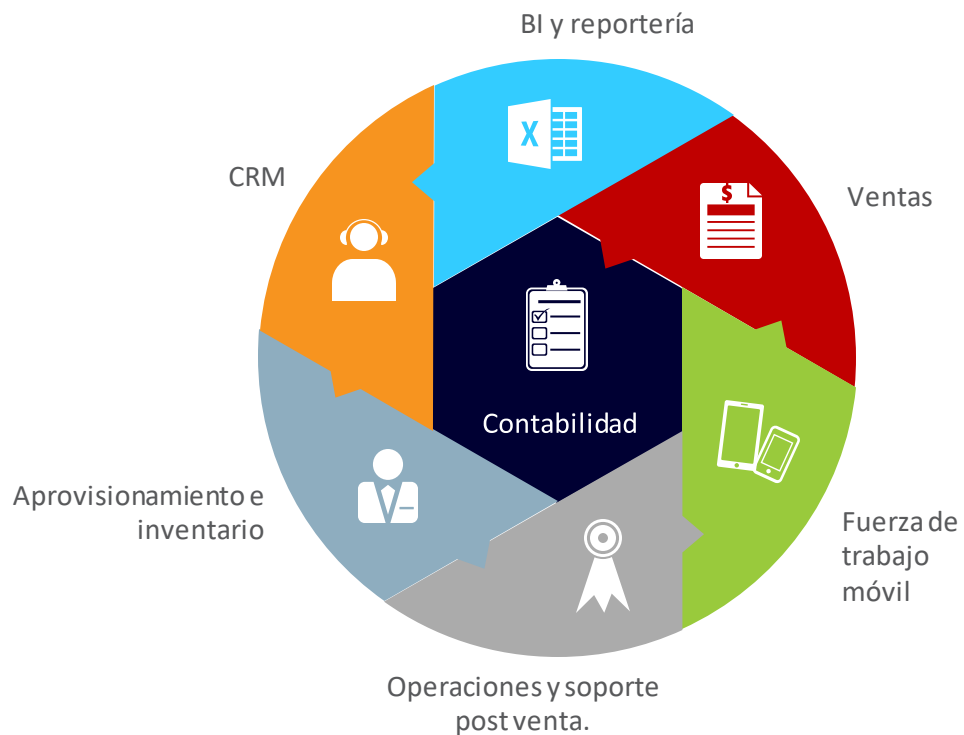 BI y reportería
CRM
Ventas
X
$
Contabilidad
Aprovisionamiento e
inventario
Fuerza de
trabajo
móvil
Operaciones y soporte
post venta.